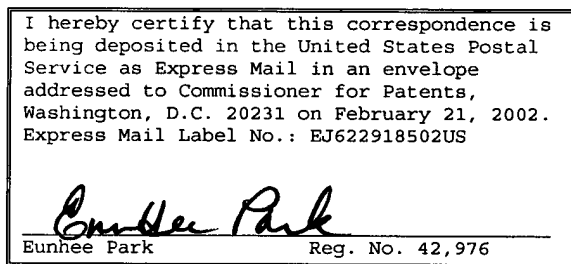 I hereby certify that this correspondence is
being deposited in the United States Postal
Service as Express Mail in an envelope
addressed to Commissioner for Patents,
Washington, D.C. 20231 on February 21, 2002.
Express Mail Label No.: EJ622918502US
EunHee Park
Eunhee Park Reg. No. 42,976